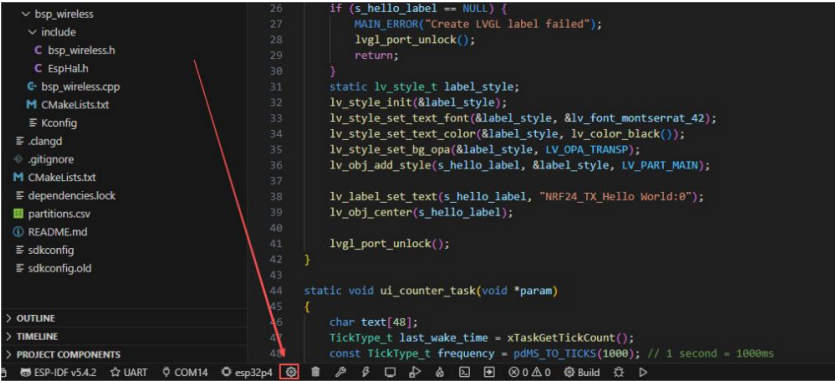 bsp_wireless
include
C bsp_wireless.h
C EspHal.h
bsp_wireless.cpp
CMakeLists.txt
Kconfig
.clangd
.gitignore
CMakeLists.txt
dependencies.lock
partitions.csv
README.md
sdkconfig
sdkconfig.old
> OUTLINE
> TIMELINE
> PROJECT COMPONENTS
26 if (s_hello_label == NULL) {
27 MAIN_ERROR("Create LVGL label failed");
28 lvgl_port_unlock();
29 return;
30 }
31 static lv_style_t label_style;
32 lv_style_init(&label_style);
33 lv_style_set_text_font(&label_style, &lv_font_montserrat_42);
34 lv_style_set_text_color(&label_style, lv_color_black());
35 lv_style_set_bg_opa(&label_style, LV_OPA_TRANSP);
36 lv_obj_add_style(s_hello_label, &label_style, LV_PART_MAIN);
37
38 lv_label_set_text(s_hello_label, "NRF24_TX_Hello World:0");
39 lv_obj_center(s_hello_label);
40
41 lvgl_port_unlock();
42 }
43
44 static void ui_counter_task(void *param)
45 {
46 char text[48];
47 TickType_t last_wake_time = xTaskGetTickCount();
48 const TickType_t frequency = pdMS_TO_TICKS(1000); // 1 second = 1000ms
ESP-IDF v5.4.2 UART COM14 esp32p4 0 0 Build